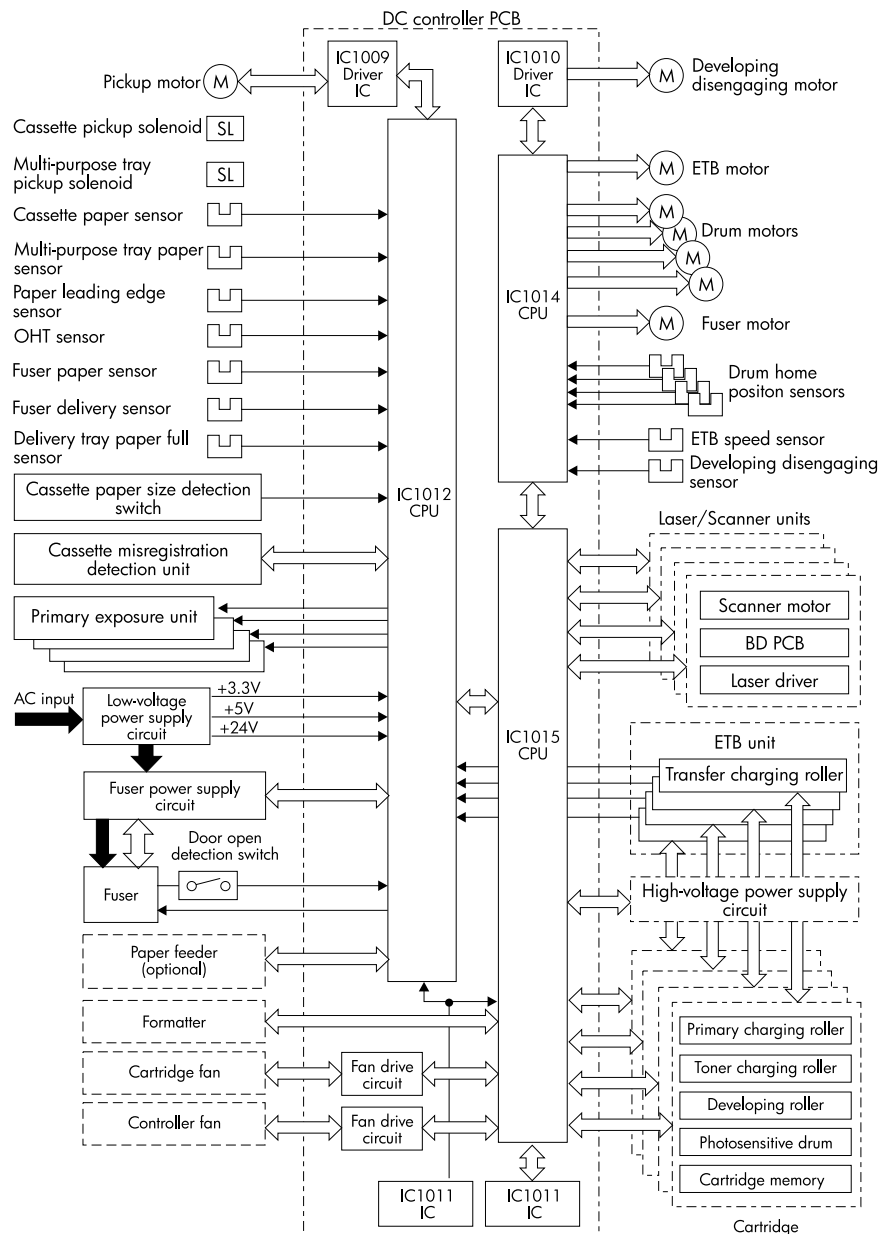 DC controller PCB
Pickup motor
M
IC1009
Driver
IC
IC1010
Driver
IC
M
Developing
disengaging motor
Cassette pickup solenoid
SL
Multi-purpose tray
pickup solenoid
SL
Cassette paper sensor
Multi-purpose tray paper
sensor
Paper leading edge
sensor
OHT sensor
Fuser paper sensor
Fuser delivery sensor
Delivery tray paper full
sensor
Cassette paper size detection
switch
Cassette misregistration
detection unit
Primary exposure unit
AC input
Low-voltage
power supply
circuit
+3.3V
+5V
+24V
Fuser power supply
circuit
Door open
detection switch
Fuser
Paper feeder
(optional)
Formatter
Cartridge fan
Fan drive
circuit
Controller fan
Fan drive
circuit
IC1012
CPU
IC1014
CPU
IC1015
CPU
IC1011
IC
IC1011
IC
M
ETB motor
M
M
M
M
Drum motors
M
Fuser motor
Drum home
positon sensors
ETB speed sensor
Developing disengaging
sensor
Laser/Scanner units
Scanner motor
BD PCB
Laser driver
ETB unit
Transfer charging roller
High-voltage power supply
circuit
Primary charging roller
Toner charging roller
Developing roller
Photosensitive drum
Cartridge memory
Cartridge